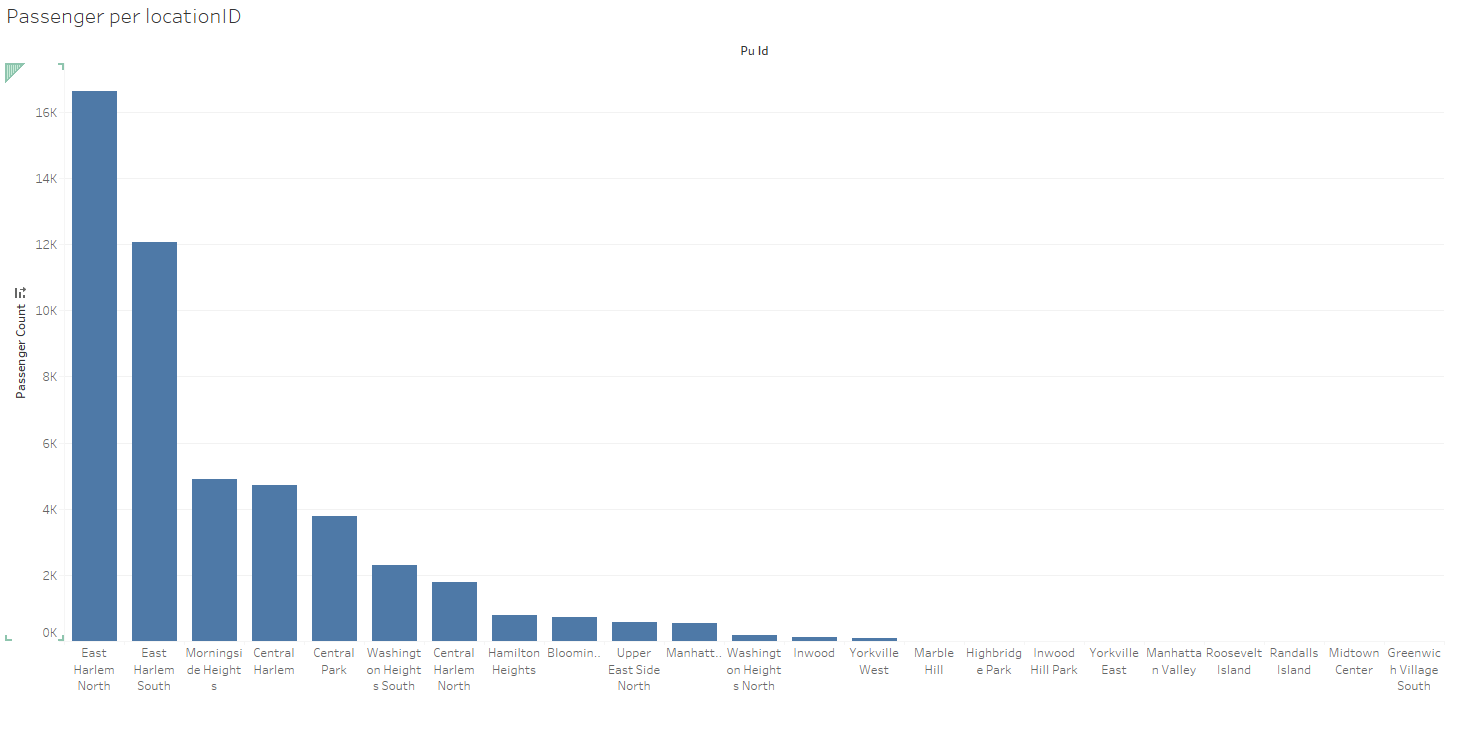 Passenger per locationID
Pu Id
Passenger Count
16K
14K
12K
10K
8K
6K
4K
2K
0K
East
Harlem
North
East
Harlem
South
Morningsi
de Height
s
Central
Harlem
Central
Park
Washingt
on Height
s South
Central
Harlem
North
Hamilton
Heights
Bloomin..
Upper
East Side
North
Manhatt..
Washingt
on Height
s North
Inwood
Yorkville
West
Marble
Hill
Highbridg
e Park
Inwood
Hill Park
Yorkville
East
Manhatta
n Valley
Roosevelt
Island
Randalls
Island
Midtown
Center
Greenwic
h Village
South